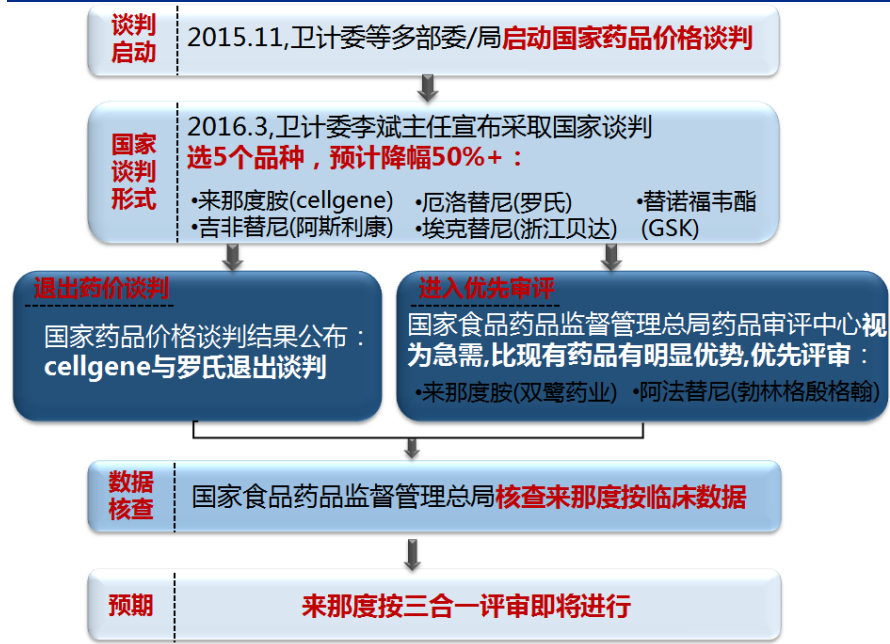 谈判
启动
2015.11,卫计委等多部委/局启动国家药品价格谈判
国家
谈判
形式
2016.3,卫计委李斌主任宣布采取国家谈判
选5个品种，预计降幅50%+：
•来那度胺(cellgene) •厄洛替尼(罗氏) •替诺福韦酯
•吉非替尼(阿斯利康) •埃克替尼(浙江贝达) (GSK)
退出药价谈判
国家药品价格谈判结果公布：
cellgene与罗氏退出谈判
进入优先审评
国家食品药品监督管理总局药品审评中心视
为急需,比现有药品有明显优势,优先评审：
•来那度胺(双鹭药业) •阿法替尼(勃林格殷格翰)
数据
核查
国家食品药品监督管理总局核查来那度按临床数据
预期
来那度按三合一评审即将进行